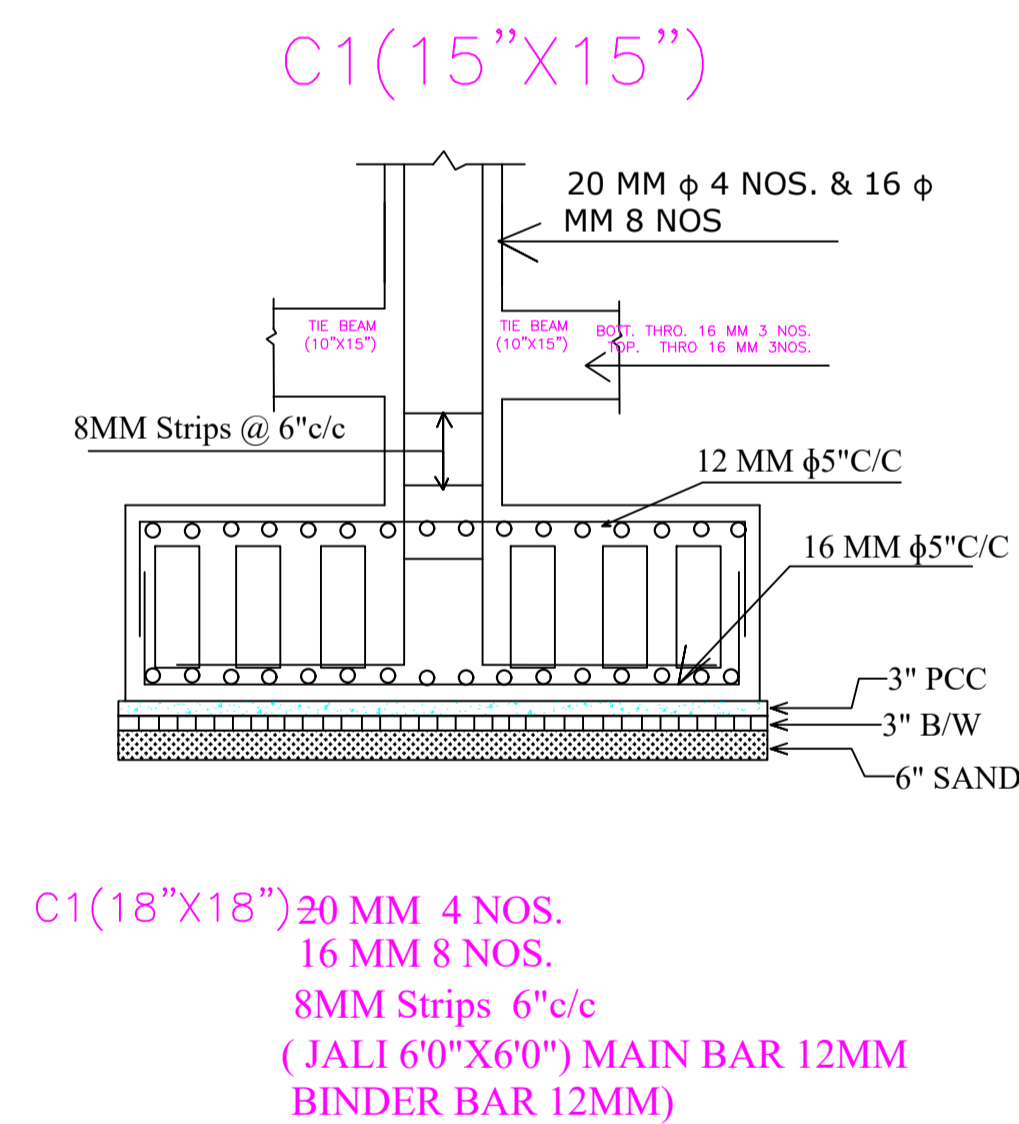 C1(15”X15”)
20 MM ϕ 4 NOS. & 16 ϕ
MM 8 NOS
TIE BEAM
(10”X15”)
TIE BEAM
(10”X15”)
BOTT. THRO. 16 MM 3 NOS.
TOP. THRO 16 MM 3NOS.
8MM Strips @ 6"c/c
12 MM ϕ5"C/C
16 MM ϕ5"C/C
3" PCC
3" B/W
6" SAND
C1(18”X18”)-20 MM 4 NOS.
16 MM 8 NOS.
8MM Strips 6"c/c
( JALI 6'0"X6'0") MAIN BAR 12MM
BINDER BAR 12MM)